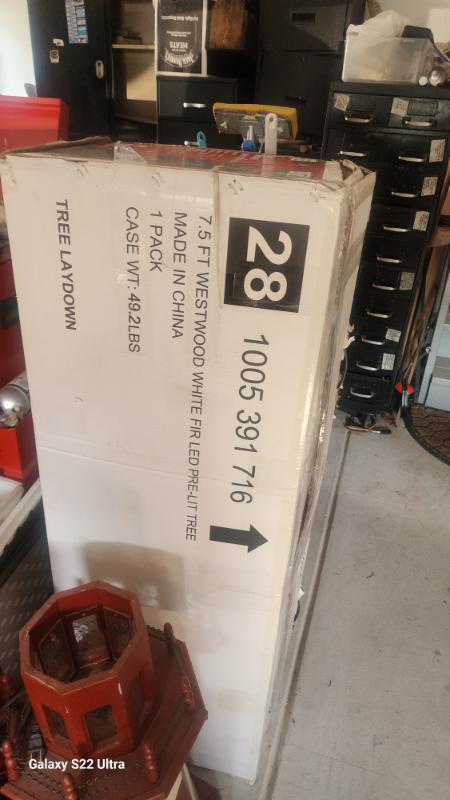 28 1005 391 716
7.5 FT WESTWOOD WHITE FIR LED PRE-LIT TREE
MADE IN CHINA
1 PACK
CASE WT: 49.2LBS
TREE LAYDOWN
Galaxy S22 Ultra